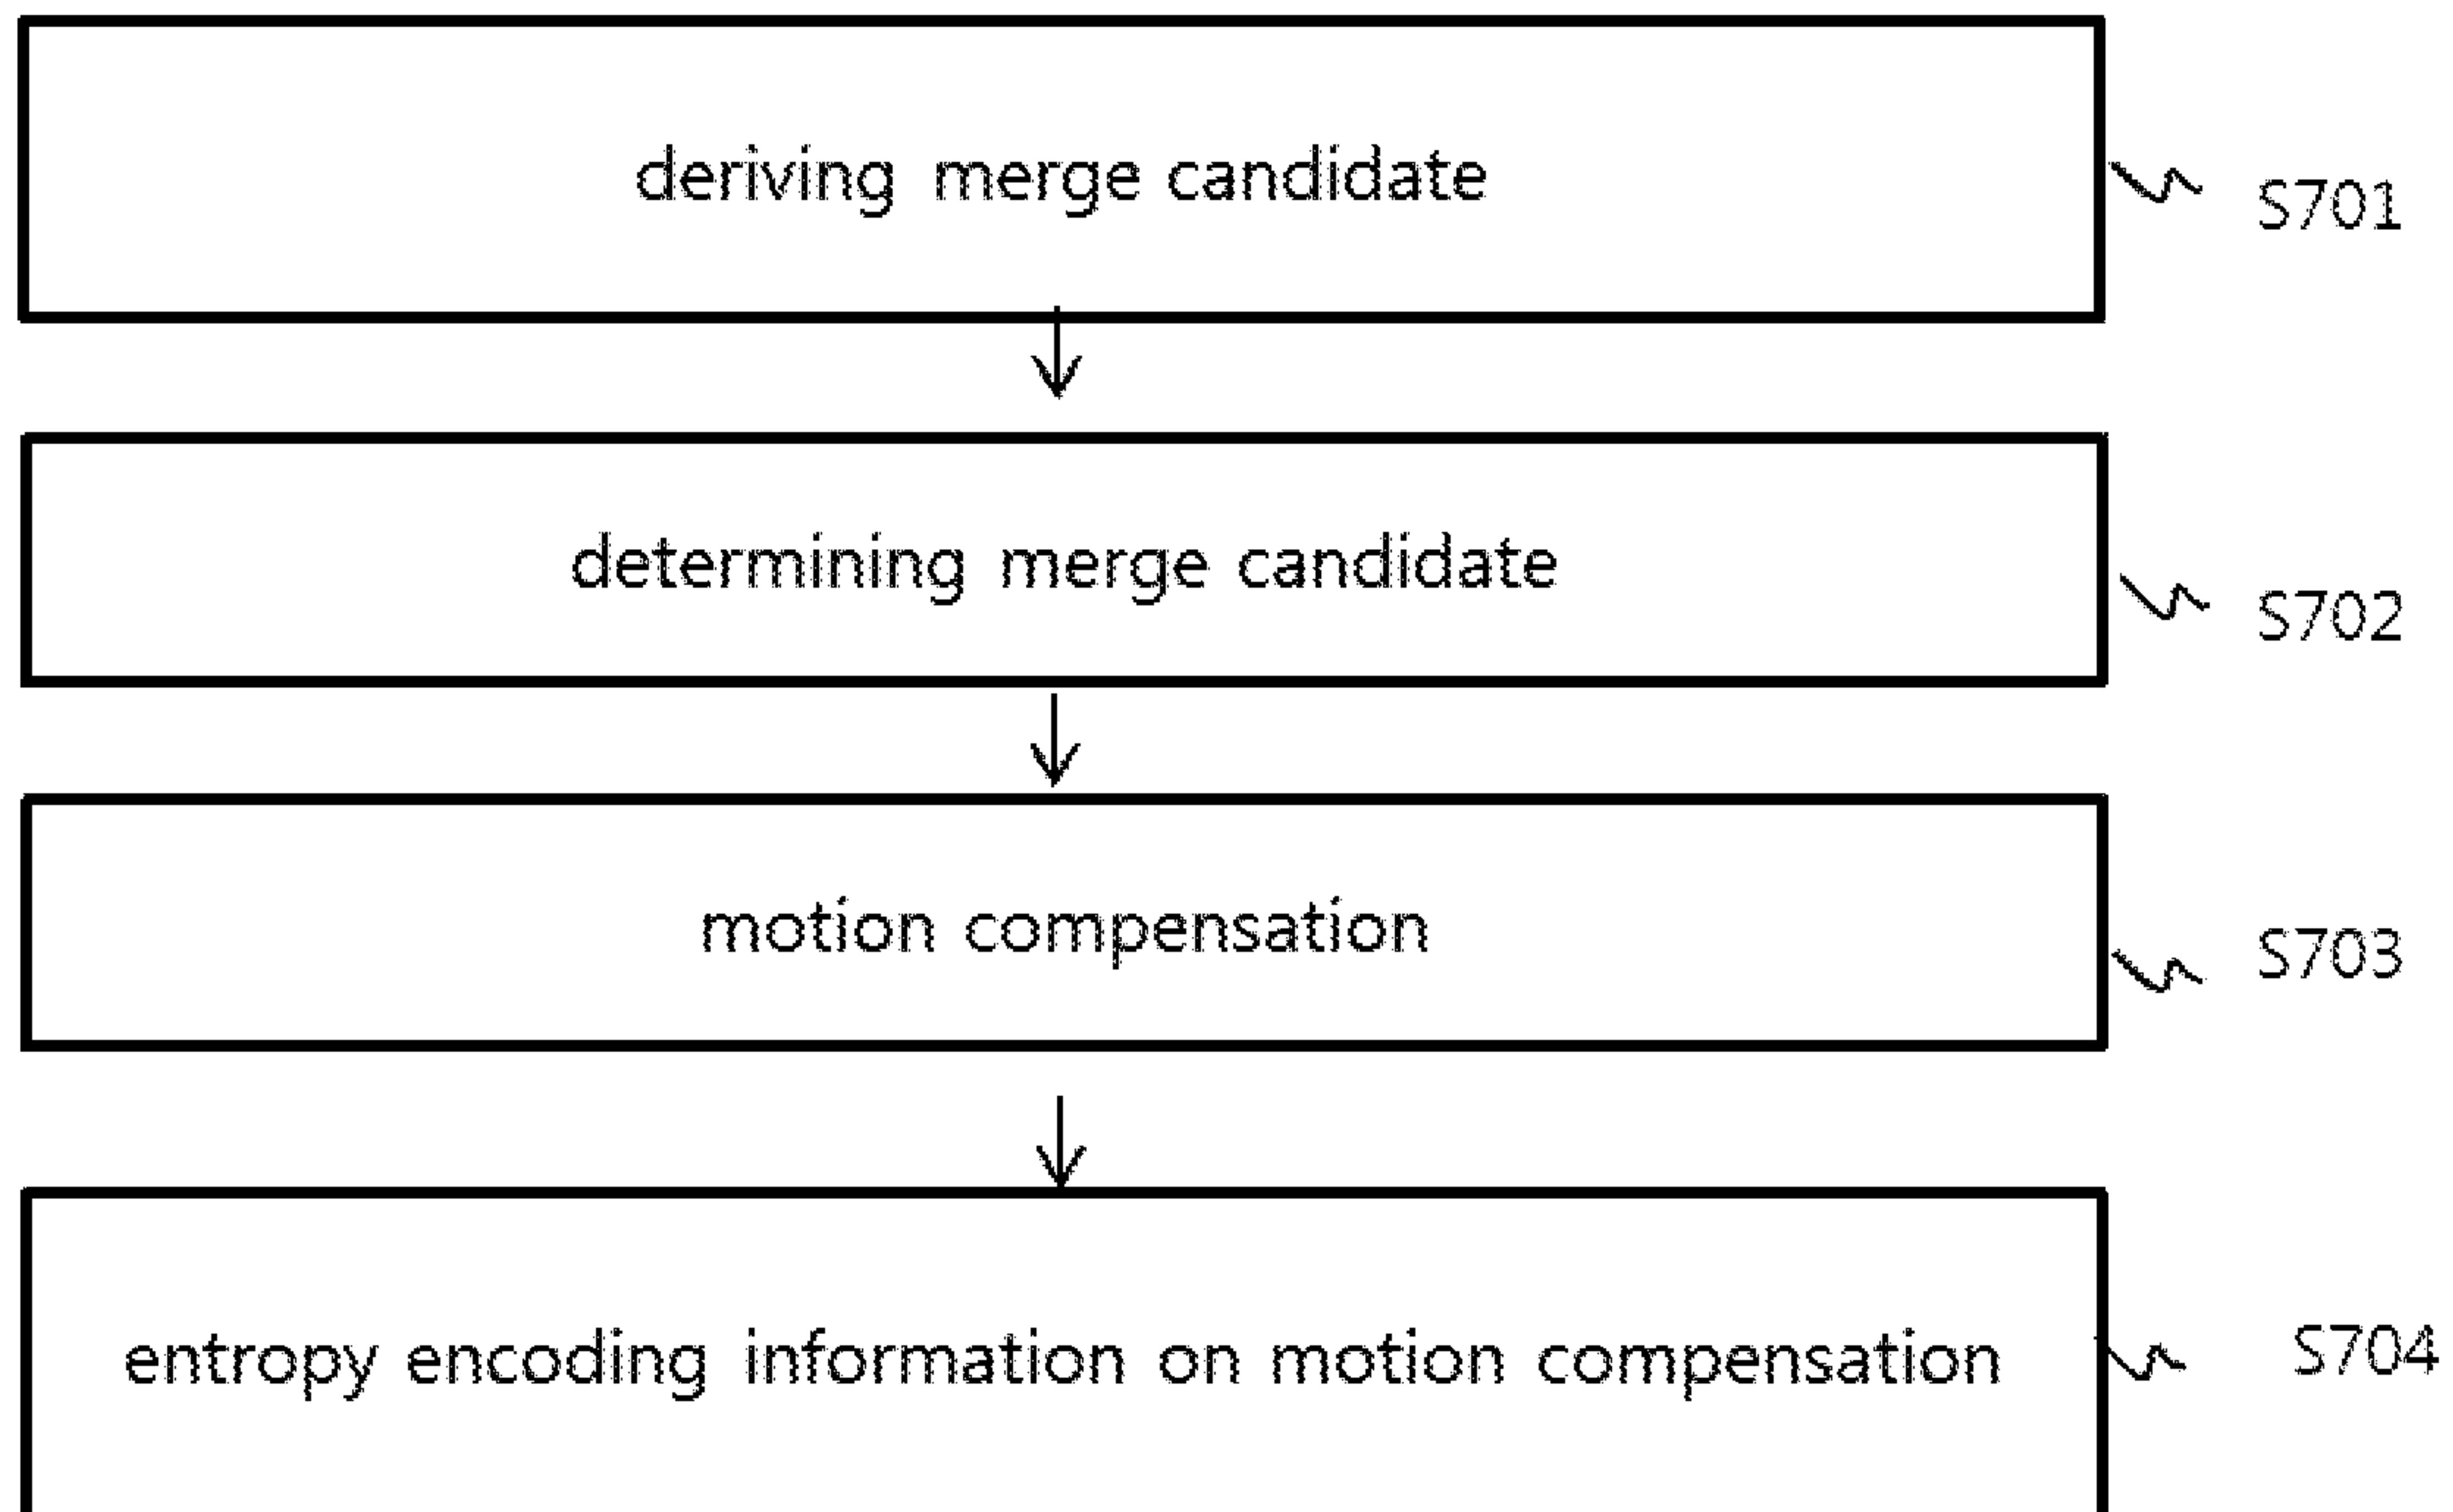 deriving merge candidate
S701
determining merge candidate
S702
motion compensation
S703
entropy encoding information on motion compensation
S704